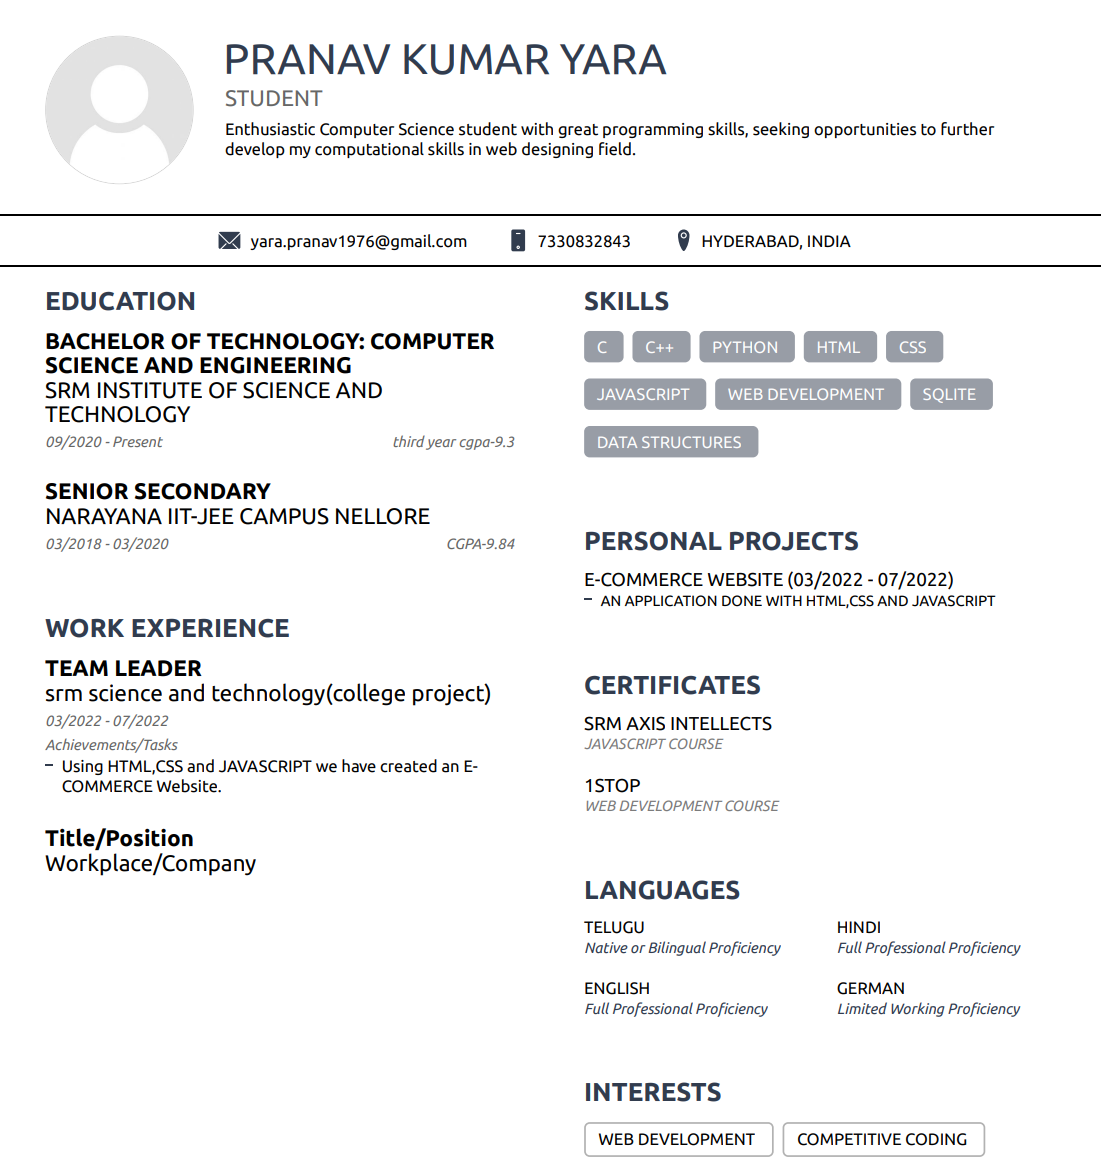 PRANAV KUMAR YARA
STUDENT
Enthusiastic Computer Science student with great programming skills, seeking opportunities to further
develop my computational skills in web designing field.
yara.pranav1976@gmail.com
7330832843
HYDERABAD, INDIA
EDUCATION
BACHELOR OF TECHNOLOGY: COMPUTER
SCIENCE AND ENGINEERING
SRM INSTITUTE OF SCIENCE AND
TECHNOLOGY
09/2020 - Present third year cgpa-9.3
SENIOR SECONDARY
NARAYANA IIT-JEE CAMPUS NELLORE
03/2018 - 03/2020 CGPA-9.84
WORK EXPERIENCE
TEAM LEADER
srm science and technology(college project)
03/2022 - 07/2022
Achievements/Tasks
– Using HTML,CSS and JAVASCRIPT we have created an E-
COMMERCE Website.
Title/Position
Workplace/Company
SKILLS
C C++ PYTHON HTML CSS
JAVASCRIPT WEB DEVELOPMENT SQLITE
DATA STRUCTURES
PERSONAL PROJECTS
E-COMMERCE WEBSITE (03/2022 - 07/2022)
– AN APPLICATION DONE WITH HTML,CSS AND JAVASCRIPT
CERTIFICATES
SRM AXIS INTELLECTS
JAVASCRIPT COURSE
1STOP
WEB DEVELOPMENT COURSE
LANGUAGES
TELUGU
Native or Bilingual Proficiency
HINDI
Full Professional Proficiency
ENGLISH
Full Professional Proficiency
GERMAN
Limited Working Proficiency
INTERESTS
WEB DEVELOPMENT COMPETITIVE CODING